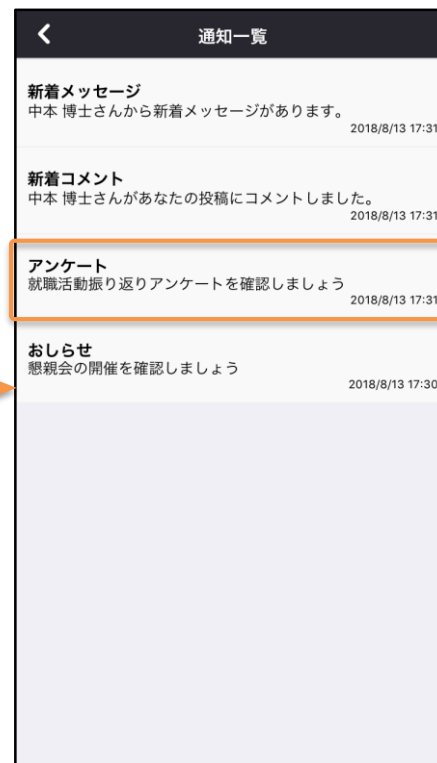 通知一覧
新着メッセージ
中本 博士さんから新着メッセージがあります。
2018/8/13 17:31
新着コメント
中本 博士さんがあなたの投稿にコメントしました。
2018/8/13 17:31
アンケート
就職活動振り返りアンケートを確認しましょう
2018/8/13 17:31
おしらせ
懇親会の開催を確認しましょう
2018/8/13 17:30